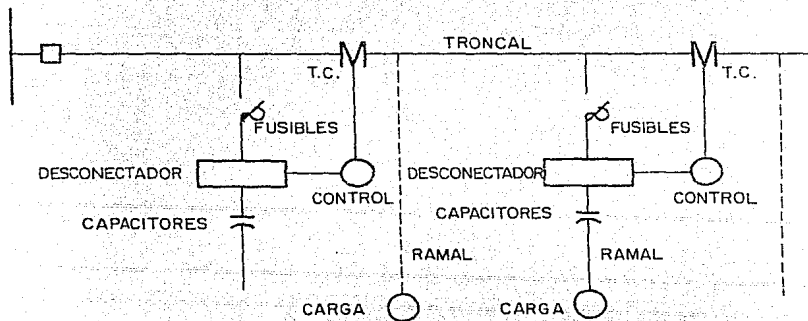 TRONCAL
T.C.
T.C.
FUSIBLES
FUSIBLES
DESCONECTADOR
DESCONECTADOR
CONTROL
CONTROL
CAPACITORES
CAPACITORES
RAMAL
RAMAL
CARGA
CARGA